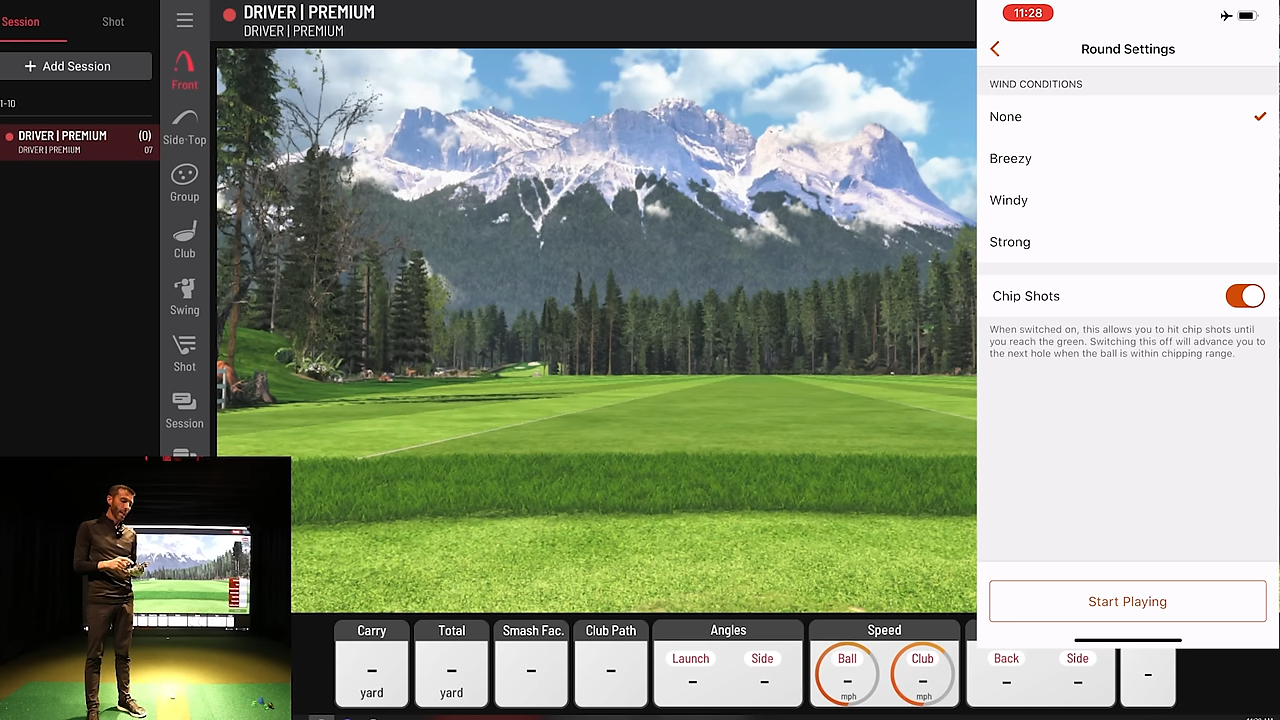 Session
Shot
+ Add Session
1-10
DRIVER | PREMIUM
(0)
DRIVER | PREMIUM
07
Front
Side-Top
Group
Club
Swing
Shot
Session
DRIVER | PREMIUM
DRIVER | PREMIUM
11:28
Round Settings
WIND CONDITIONS
None
Breezy
Windy
Strong
Chip Shots
When switched on, this allows you to hit chip shots until
you reach the green. Switching this off will advance you to
the next hole when the ball is within chipping range.
Start Playing
Carry
-
yard
Total
-
yard
Smash Fac.
-
Club Path
-
Angles
Launch
-
Side
-
Speed
Ball
-
mph
Club
-
mph
Back
-
Side
-
-